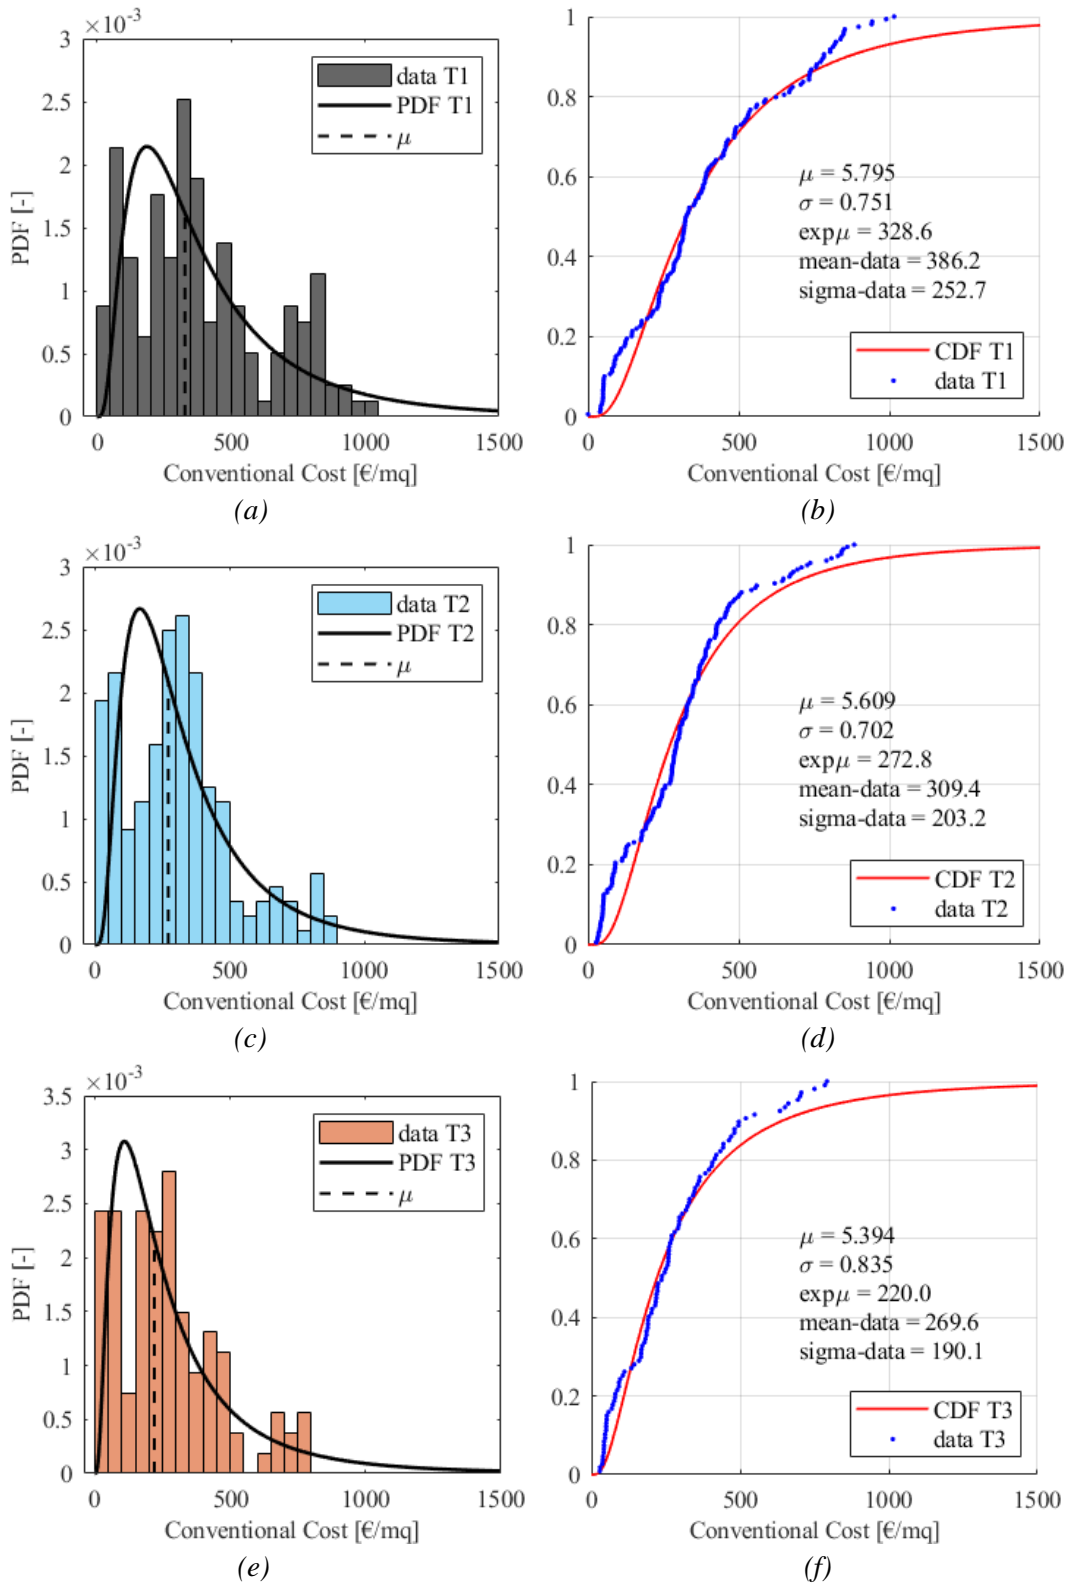 ×10⁻³
3
2.5
2
1.5
1
0.5
0
PDF [-]
data T1
PDF T1
μ
0 500 1000 1500
Conventional Cost [€/mq]
(a)
1
0.8
0.6
0.4
0.2
0
μ = 5.795
σ = 0.751
expμ = 328.6
mean-data = 386.2
sigma-data = 252.7
CDF T1
data T1
0 500 1000 1500
Conventional Cost [€/mq]
(b)
×10⁻³
3
2.5
2
1.5
1
0.5
0
PDF [-]
data T2
PDF T2
μ
0 500 1000 1500
Conventional Cost [€/mq]
(c)
1
0.8
0.6
0.4
0.2
0
μ = 5.609
σ = 0.702
expμ = 272.8
mean-data = 309.4
sigma-data = 203.2
CDF T2
data T2
0 500 1000 1500
Conventional Cost [€/mq]
(d)
×10⁻³
3.5
3
2.5
2
1.5
1
0.5
0
PDF [-]
data T3
PDF T3
μ
0 500 1000 1500
Conventional Cost [€/mq]
(e)
1
0.8
0.6
0.4
0.2
0
μ = 5.394
σ = 0.835
expμ = 220.0
mean-data = 269.6
sigma-data = 190.1
CDF T3
data T3
0 500 1000 1500
Conventional Cost [€/mq]
(f)